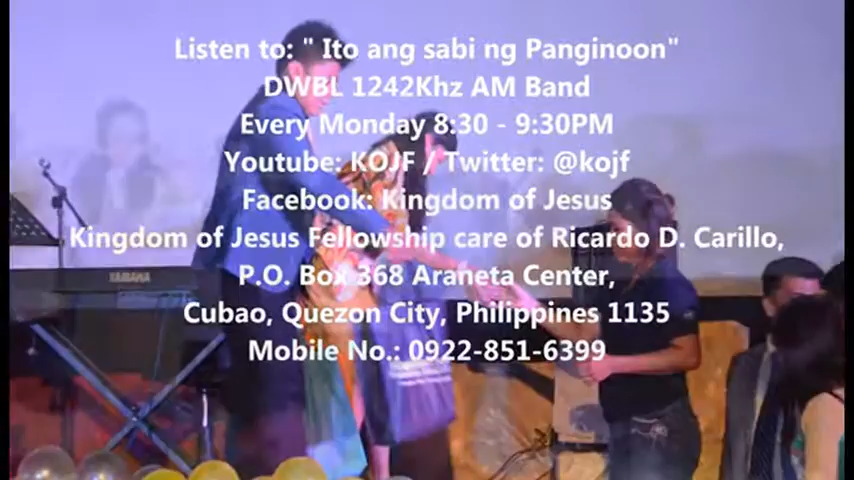 Listen to: " Ito ang sabi ng Panginoon"
DWBL 1242Khz AM Band
Every Monday 8:30 - 9:30PM
Youtube: KOJF / Twitter: @kojf
Facebook: Kingdom of Jesus
Kingdom of Jesus Fellowship care of Ricardo D. Carillo,
P.O. Box 368 Araneta Center,
Cubao, Quezon City, Philippines 1135
Mobile No.: 0922-851-6399
YAMAHA